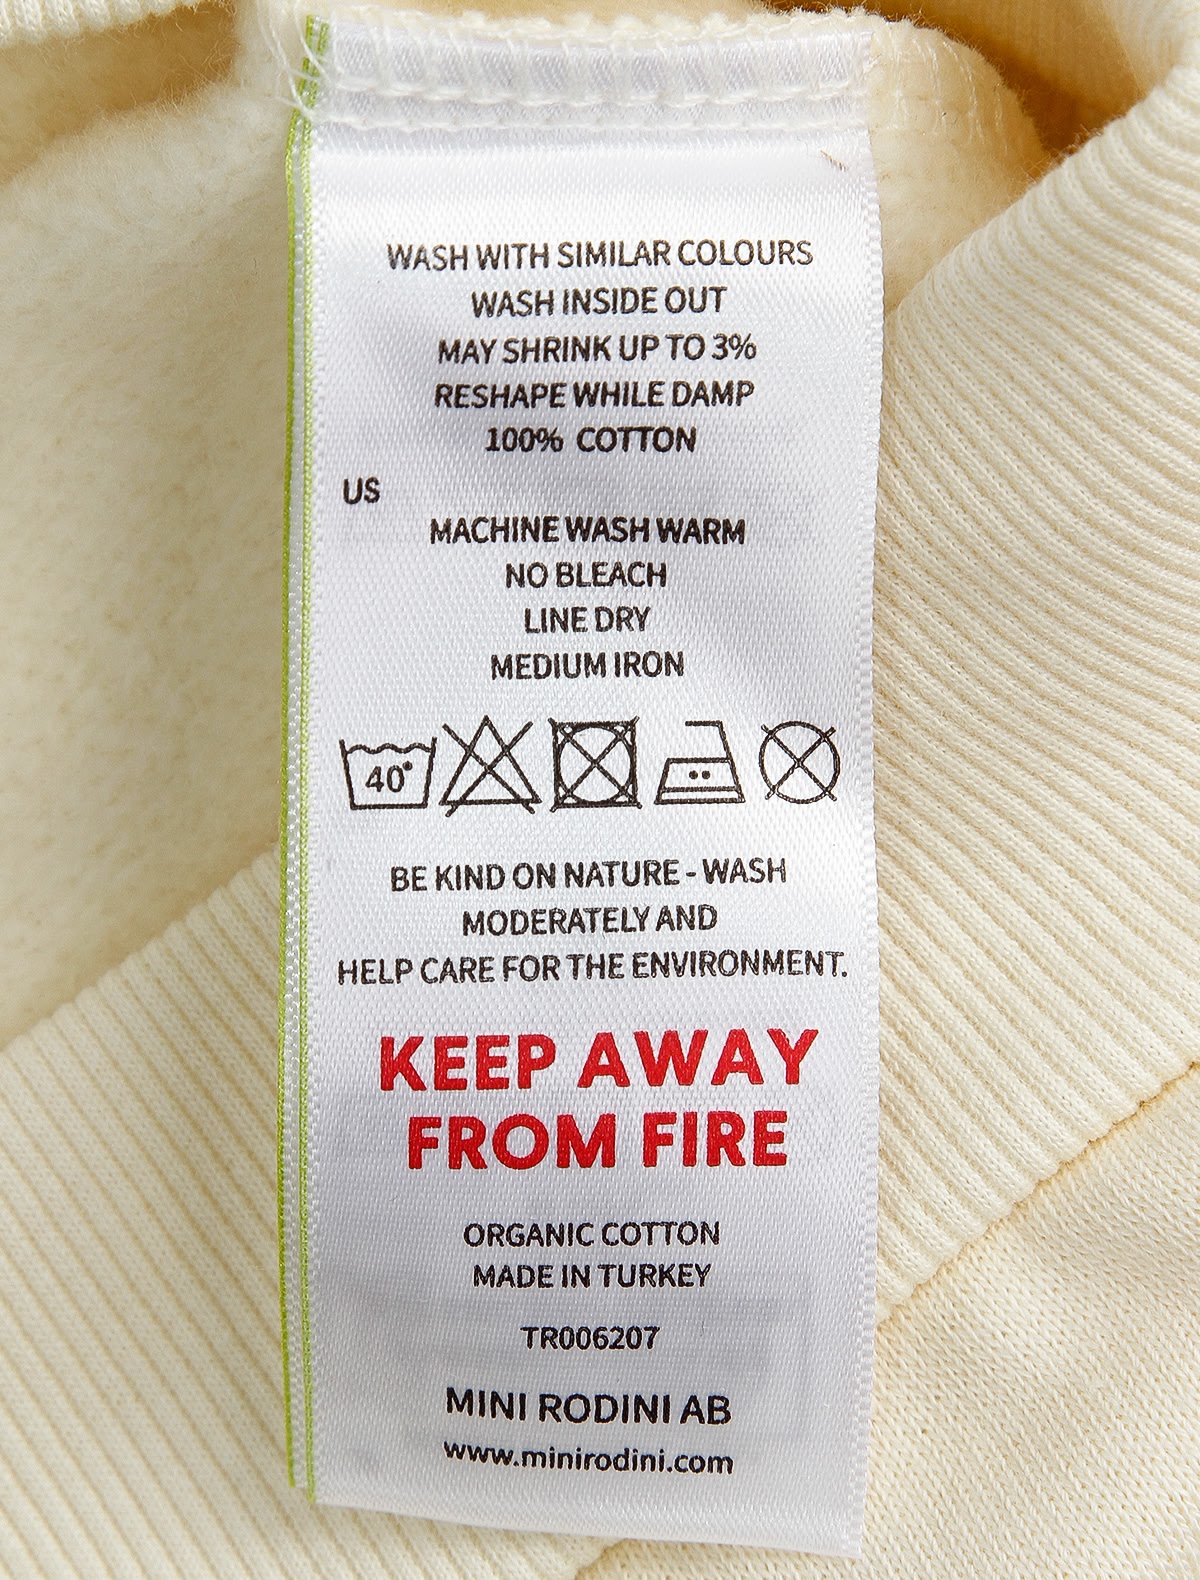 WASH WITH SIMILAR COLOURS
WASH INSIDE OUT
MAY SHRINK UP TO 3%
RESHAPE WHILE DAMP
100% COTTON
US
MACHINE WASH WARM
NO BLEACH
LINE DRY
MEDIUM IRON
40°
BE KIND ON NATURE - WASH
MODERATELY AND
HELP CARE FOR THE ENVIRONMENT.
KEEP AWAY
FROM FIRE
ORGANIC COTTON
MADE IN TURKEY
TR006207
MINI RODINI AB
www.minirodini.com